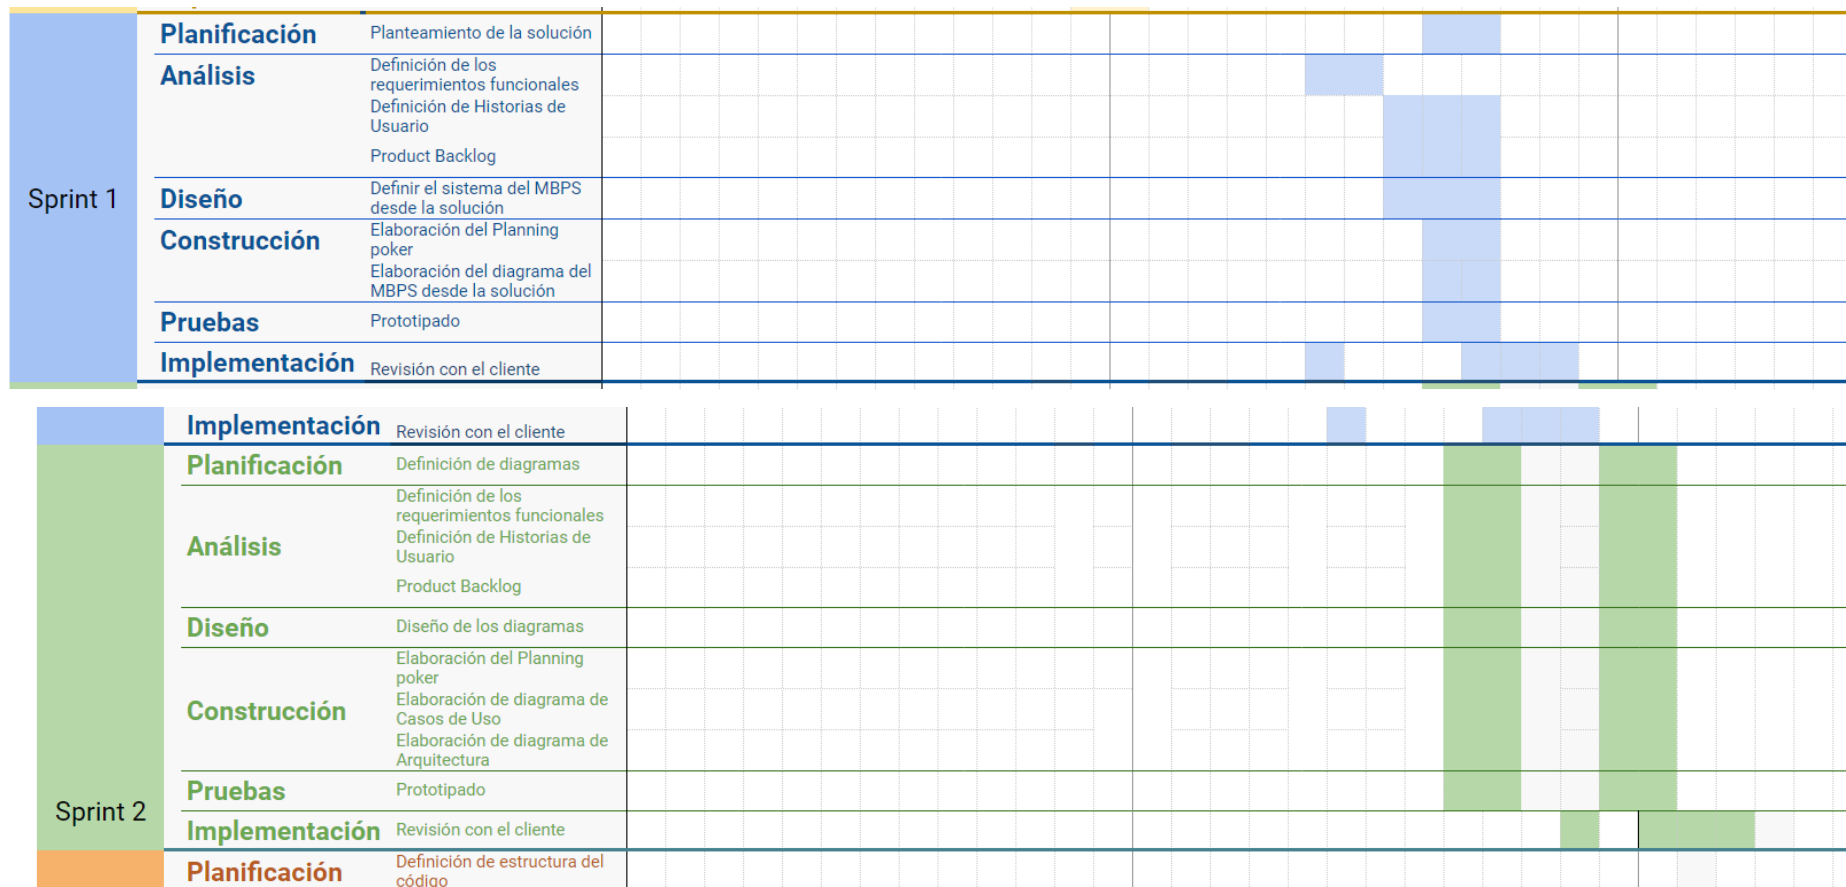 Planificación
Planteamiento de la solución
Análisis
Definición de los
requerimientos funcionales
Definición de Historias de
Usuario
Product Backlog
Sprint 1
Diseño
Definir el sistema del MBPS
desde la solución
Construcción
Elaboración del Planning
poker
Elaboración del diagrama del
MBPS desde la solución
Pruebas
Prototipado
Implementación
Revisión con el cliente
Implementación
Revisión con el cliente
Planificación
Definición de diagramas
Definición de los
requerimientos funcionales
Análisis
Definición de Historias de
Usuario
Product Backlog
Diseño
Diseño de los diagramas
Elaboración del Planning
poker
Construcción
Elaboración de diagrama de
Casos de Uso
Elaboración de diagrama de
Arquitectura
Pruebas
Prototipado
Sprint 2
Implementación
Revisión con el cliente
Planificación
Definición de estructura del
código